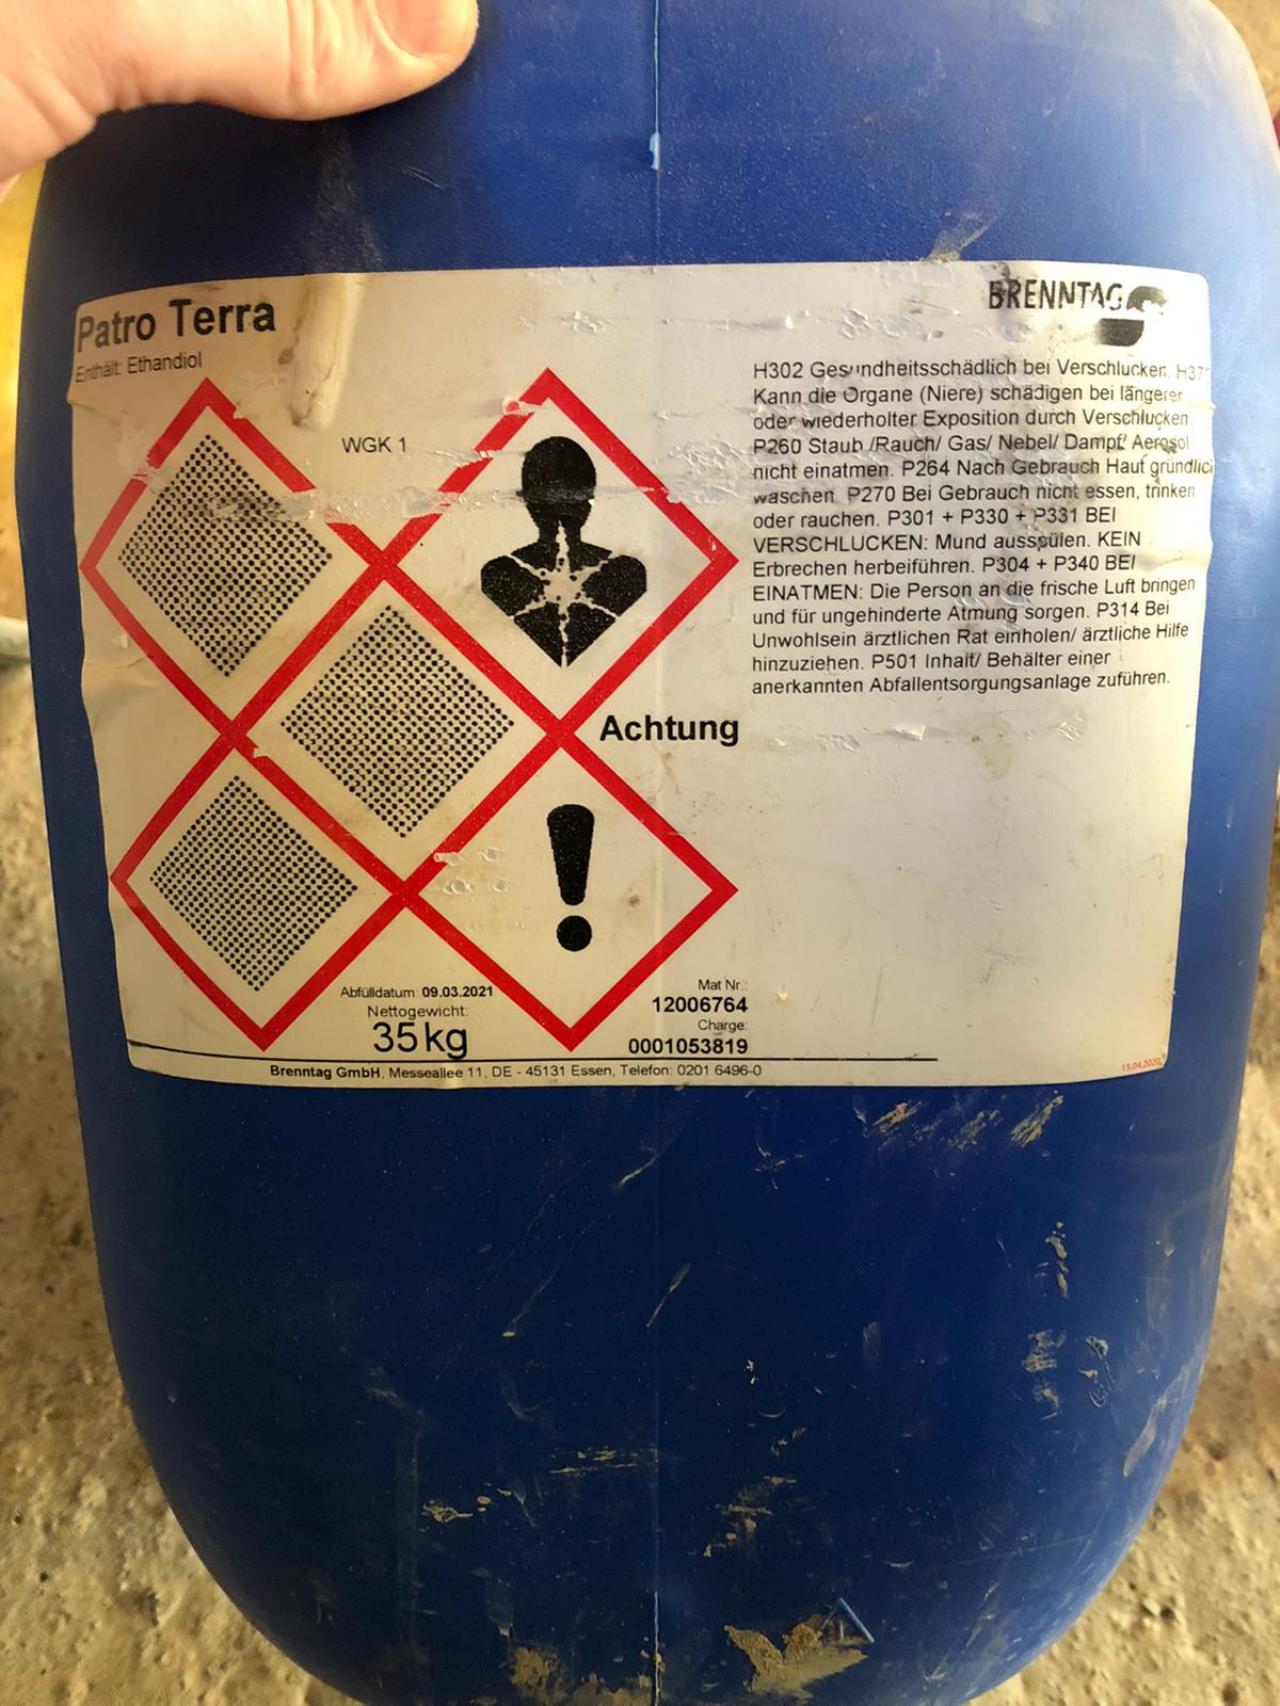 Patro Terra
Enthält: Ethandiol
BRENNTAG
WGK 1
H302 Gesundheitsschädlich bei Verschlucken. H37
Kann die Organe (Niere) schädigen bei längerer
oder wiederholter Exposition durch Verschlucken
P260 Staub /Rauch/ Gas/ Nebel/ Dampf/ Aerosol
nicht einatmen. P264 Nach Gebrauch Haut gründlic
waschen P270 Bei Gebrauch nicht essen, trinken
oder rauchen. P301 + P330 + P331 BEI
VERSCHLUCKEN: Mund ausspülen. KEIN
Erbrechen herbeiführen. P304 + P340 BEI
EINATMEN: Die Person an die frische Luft bringen
und für ungehinderte Atmung sorgen. P314 Bei
Unwohlsein ärztlichen Rat einholen/ ärztliche Hilfe
hinzuziehen. P501 Inhalt/ Behälter einer
anerkannten Abfallentsorgungsanlage zuführen.
Achtung
Abfülldatum: 09.03.2021
Nettogewicht:
35 kg
Mat Nr.:
12006764
Charge:
0001053819
Brenntag GmbH, Messeallee 11, DE - 45131 Essen, Telefon: 0201 6496-0